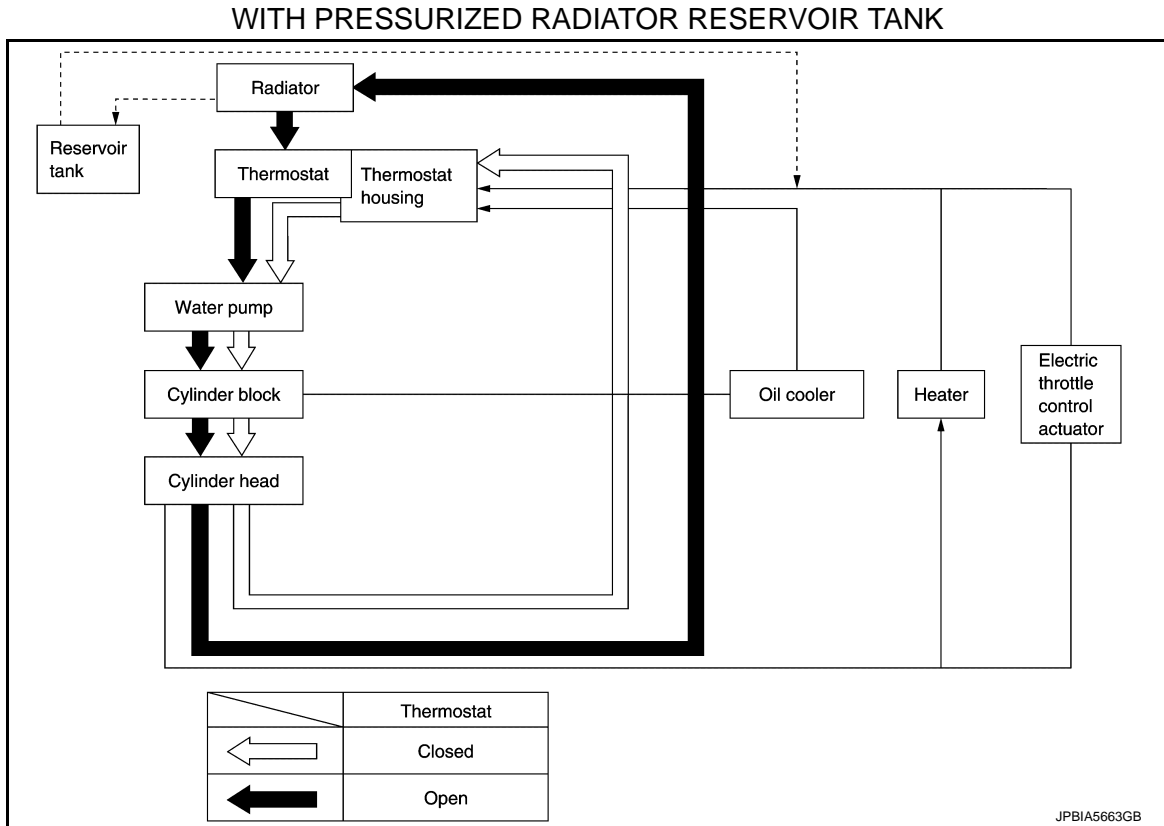 WITH PRESSURIZED RADIATOR RESERVOIR TANK
Radiator
Reservoir
tank
Thermostat
Thermostat
housing
Water pump
Cylinder block
Oil cooler
Heater
Electric
throttle
control
actuator
Cylinder head
Thermostat
Closed
Open
JPBIA5663GB